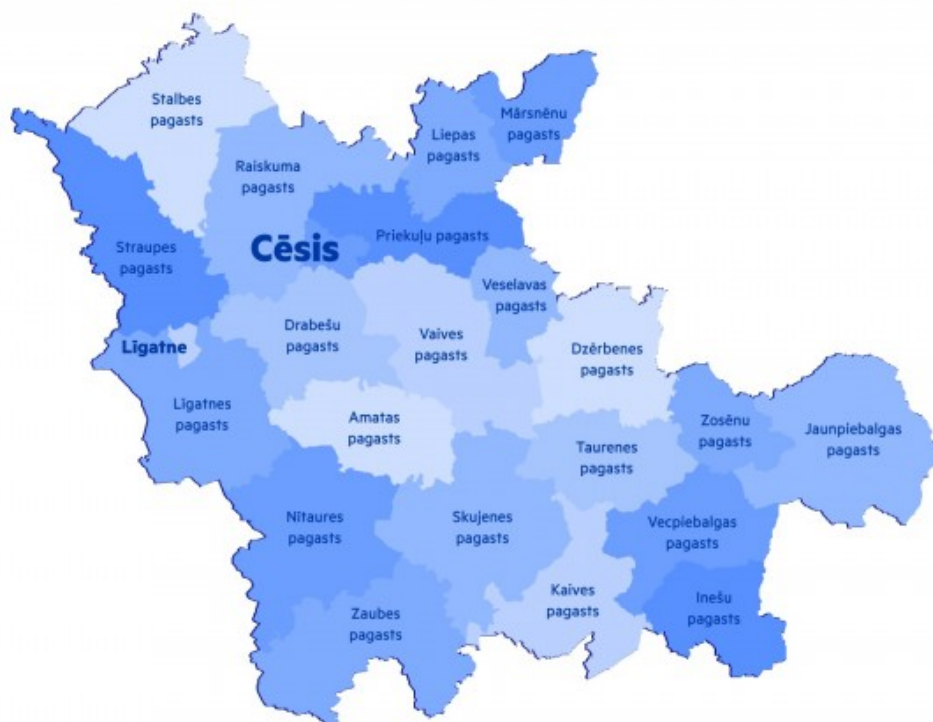 Stalbes
pagasts
Mārsnēnu
pagasts
Liepas
pagasts
Raiskuma
pagasts
Priekuļu pagasts
Cēsis
Straupes
pagasts
Veselavas
pagasts
Drabešu
pagasts
Vaives
pagasts
Līgatne
Dzērbenes
pagasts
Līgatnes
pagasts
Amatas
pagasts
Zosēnu
pagasts
Jaunpiebalgas
pagasts
Taurenes
pagasts
Nītaures
pagasts
Skujenes
pagasts
Vecpiebalgas
pagasts
Kaives
pagasts
Inešu
pagasts
Zaubes
pagasts